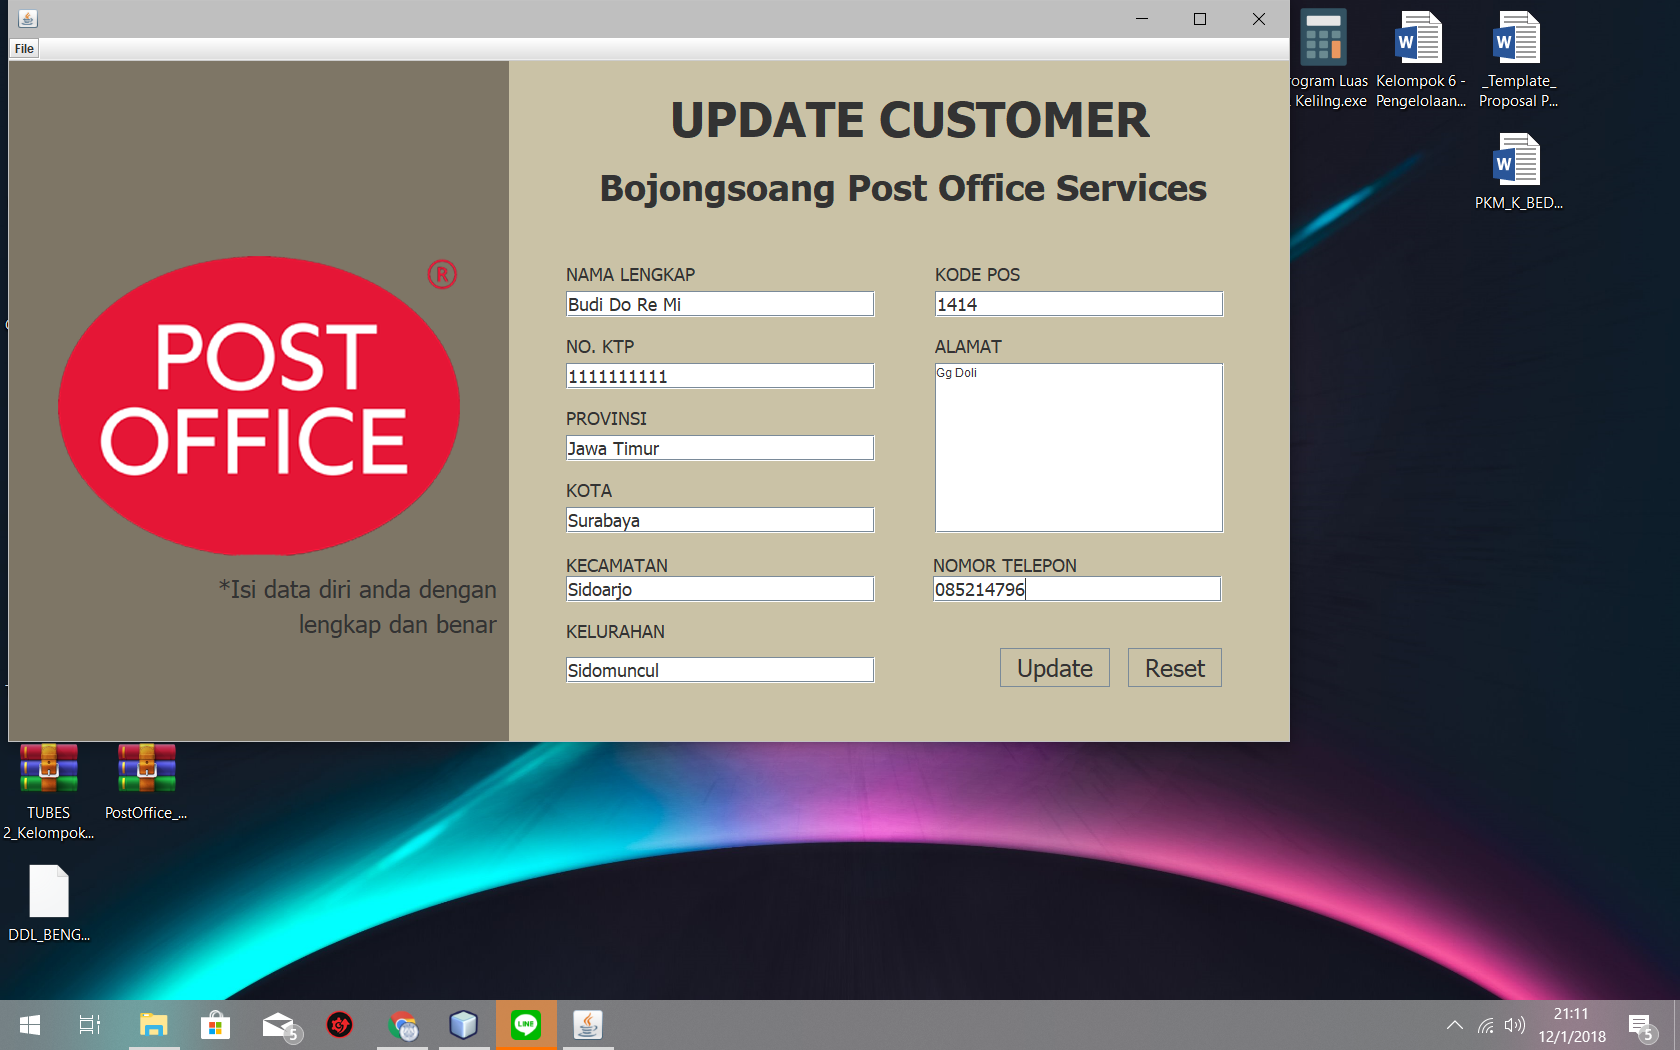 File
UPDATE CUSTOMER
Bojongsoang Post Office Services
®
POST
OFFICE
*Isi data diri anda dengan
lengkap dan benar
NAMA LENGKAP
Budi Do Re Mi
NO. KTP
1111111111
PROVINSI
Jawa Timur
KOTA
Surabaya
KECAMATAN
Sidoarjo
KELURAHAN
Sidomuncul
KODE POS
1414
ALAMAT
Gg Doli
NOMOR TELEPON
085214796
Update
Reset
rogram Luas
Kelilng.exe
Kelompok 6 -
Pengelolaan...
_Template_
Proposal P...
PKM_K_BED...
TUBES
2_Kelompok...
PostOffice_...
DDL_BENG...
5
LINE
21:11
12/1/2018
5